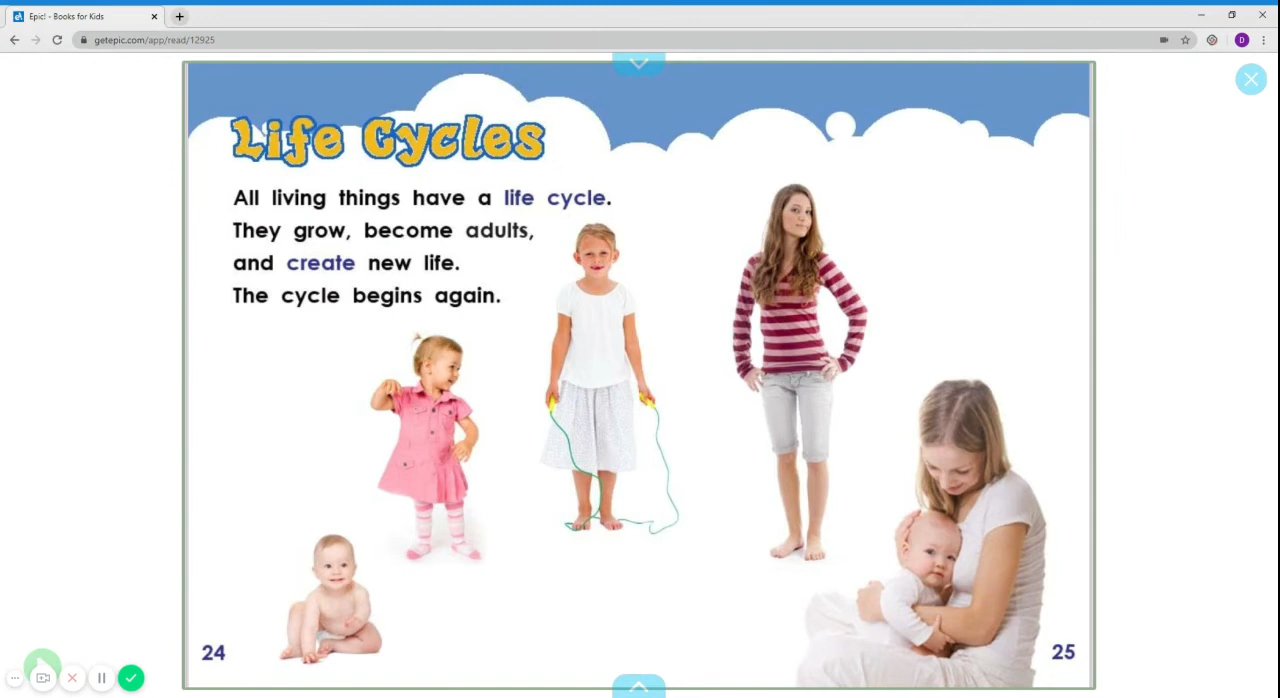 Epic! - Books for Kids
getepic.com/app/read/12925
D
Life Cycles
All living things have a life cycle.
They grow, become adults,
and create new life.
The cycle begins again.
24
25